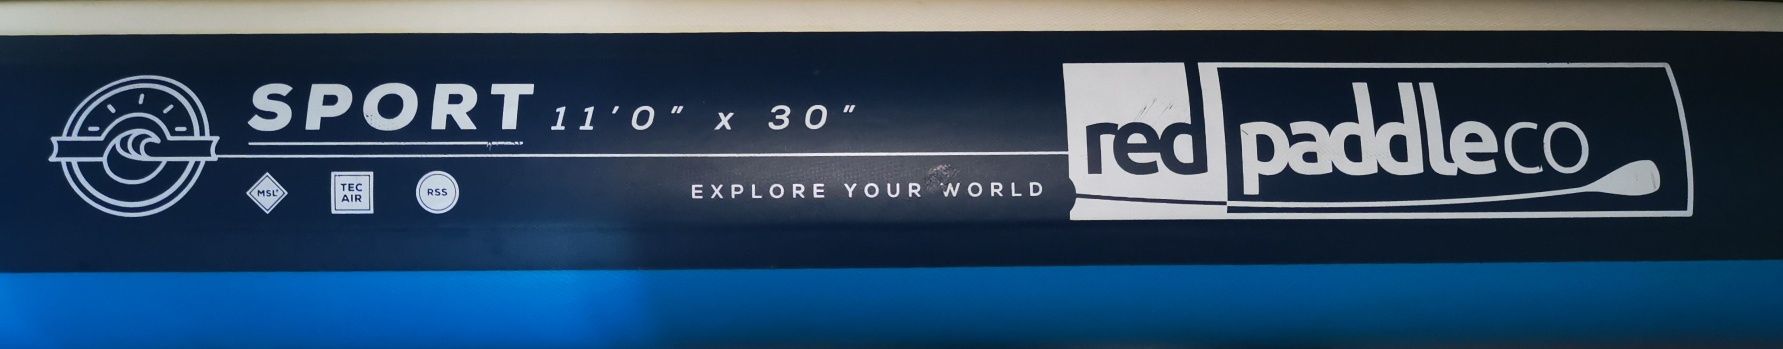 SPORT 11'0" x 30"
MSL®
TEC
AIR
RSS
EXPLORE YOUR WORLD
red paddle co